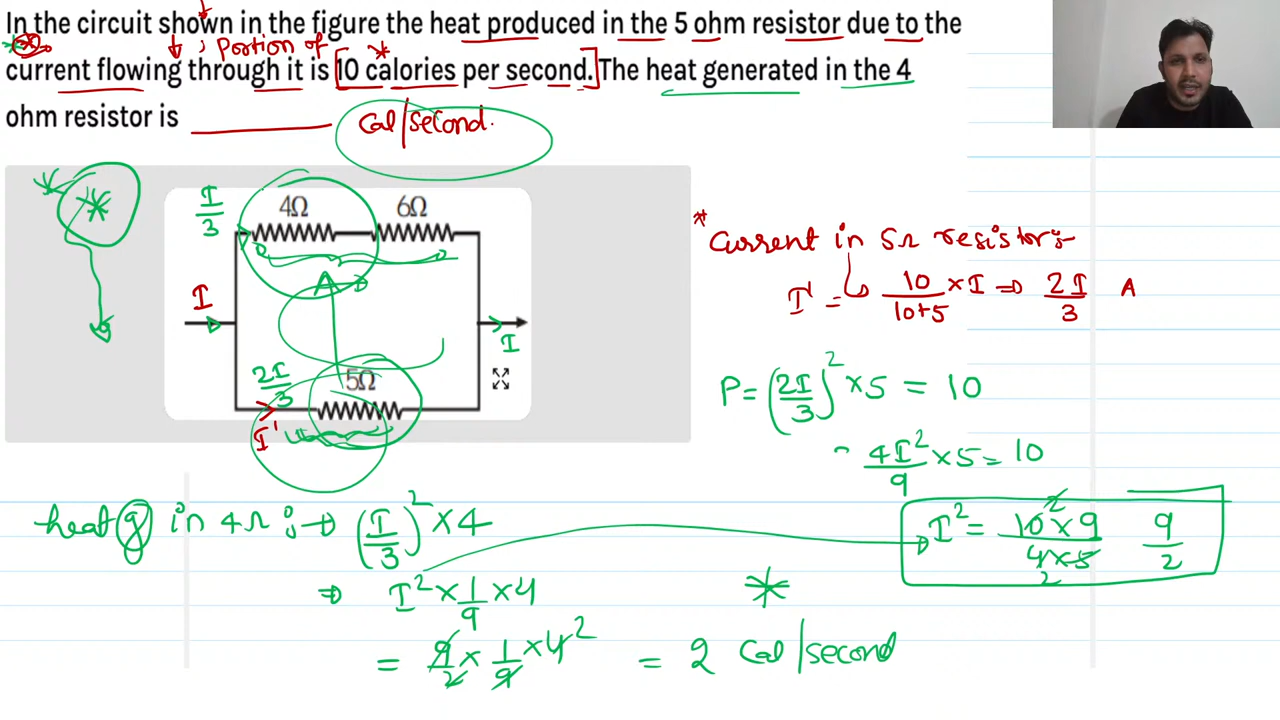 In the circuit shown in the figure the heat produced in the 5 ohm resistor due to the
portion of
current flowing through it is 10 calories per second. The heat generated in the 4
ohm resistor is ________ Cal/second.
I/3
4Ω 6Ω
I
I
2I/3
5Ω
I'
* Current in 5Ω resistor:
I' = 10/(10+5) × I ⇒ 2I/3 A
P = (2I/3)² × 5 = 10
4I²/9 × 5 = 10
I² = (10 × 9)/(4 × 5) 9/2
2
2
heat g in 4Ω :→ (I/3)² × 4
⇒ I² × 1/9 × 4
= 9/2 × 1/9 × 4 2 = 2 Cal/second